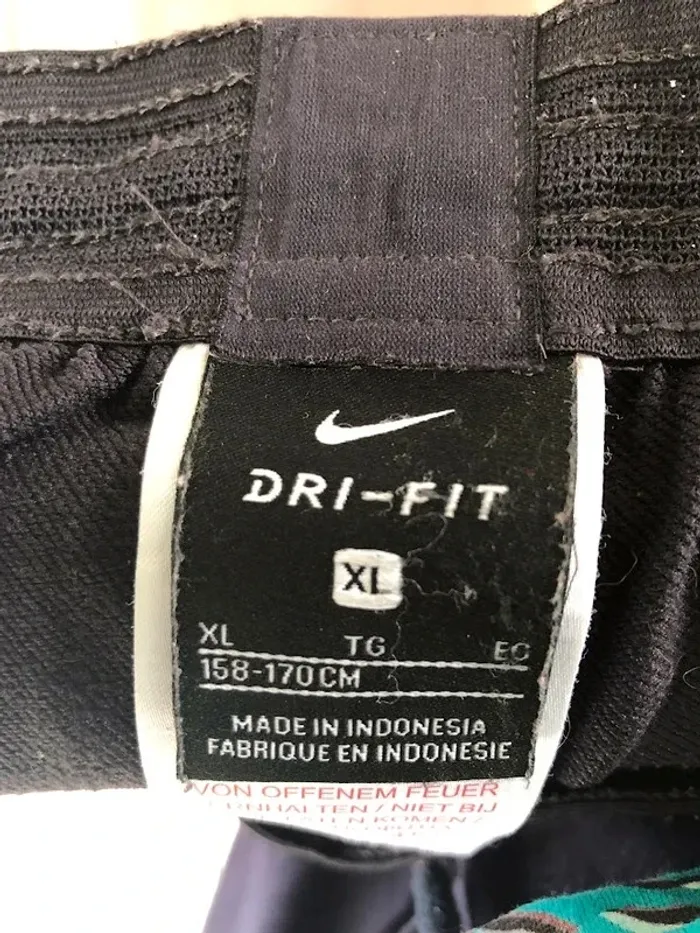 DRI-FIT
XL
XL TG EG
158-170CM
MADE IN INDONESIA
FABRIQUE EN INDONESIE
VON OFFENEM FEUER
/ NIET BIJ
KOMEN /